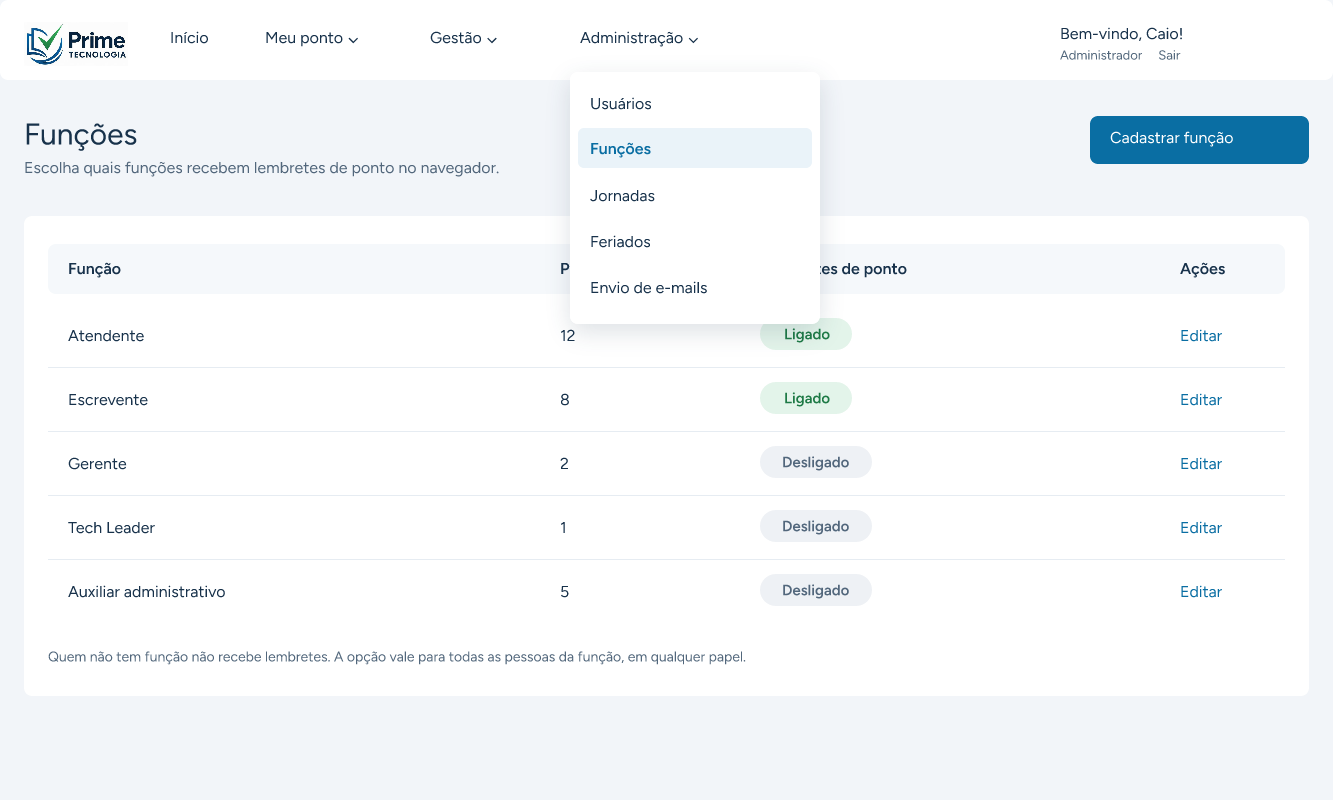 Prime
TECNOLOGIA
Início
Meu ponto
Gestão
Administração
Bem-vindo, Caio!
Administrador Sair
Usuários
Funções
Jornadas
Feriados
Envio de e-mails
Funções
Escolha quais funções recebem lembretes de ponto no navegador.
Cadastrar função
Função de ponto Ações
Atendente 12 Ligado Editar
Escrevente 8 Ligado Editar
Gerente 2 Desligado Editar
Tech Leader 1 Desligado Editar
Auxiliar administrativo 5 Desligado Editar
Quem não tem função não recebe lembretes. A opção vale para todas as pessoas da função, em qualquer papel.